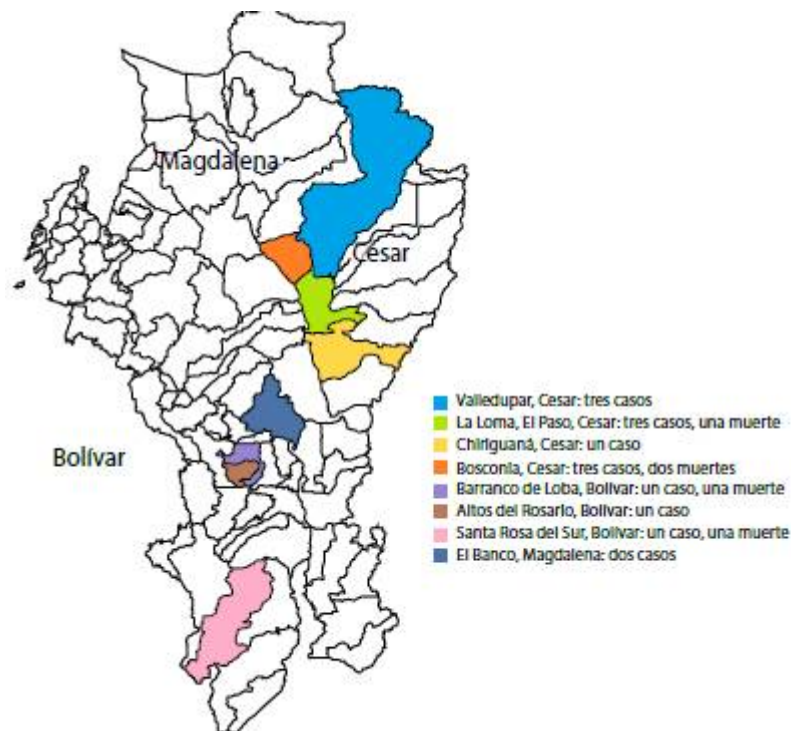 Magdalena
Cesar
Bolívar
Valledupar, Cesar: tres casos
La Loma, El Paso, Cesar: tres casos, una muerte
Chiriguaná, Cesar: un caso
Bosconia, Cesar: tres casos, dos muertes
Barranco de Loba, Bolívar: un caso, una muerte
Altos del Rosario, Bolívar: un caso
Santa Rosa del Sur, Bolívar: un caso, una muerte
El Banco, Magdalena: dos casos